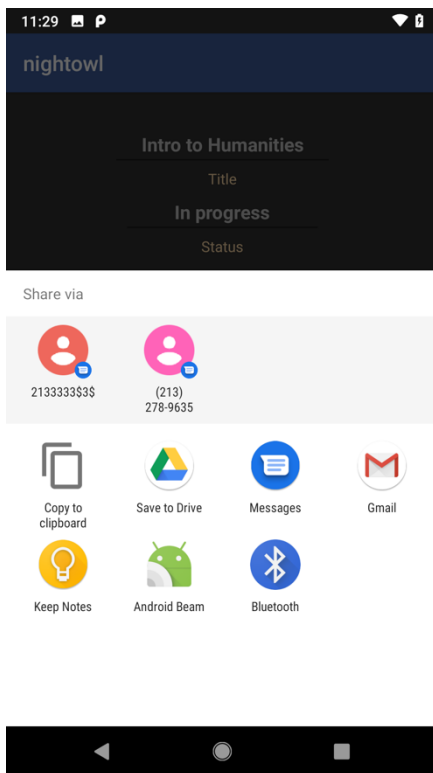 11:29
nightowl
Intro to Humanities
Title
In progress
Status
Share via
2133333$3$
(213)
278-9635
Copy to
clipboard
Save to Drive
Messages
Gmail
Keep Notes
Android Beam
Bluetooth